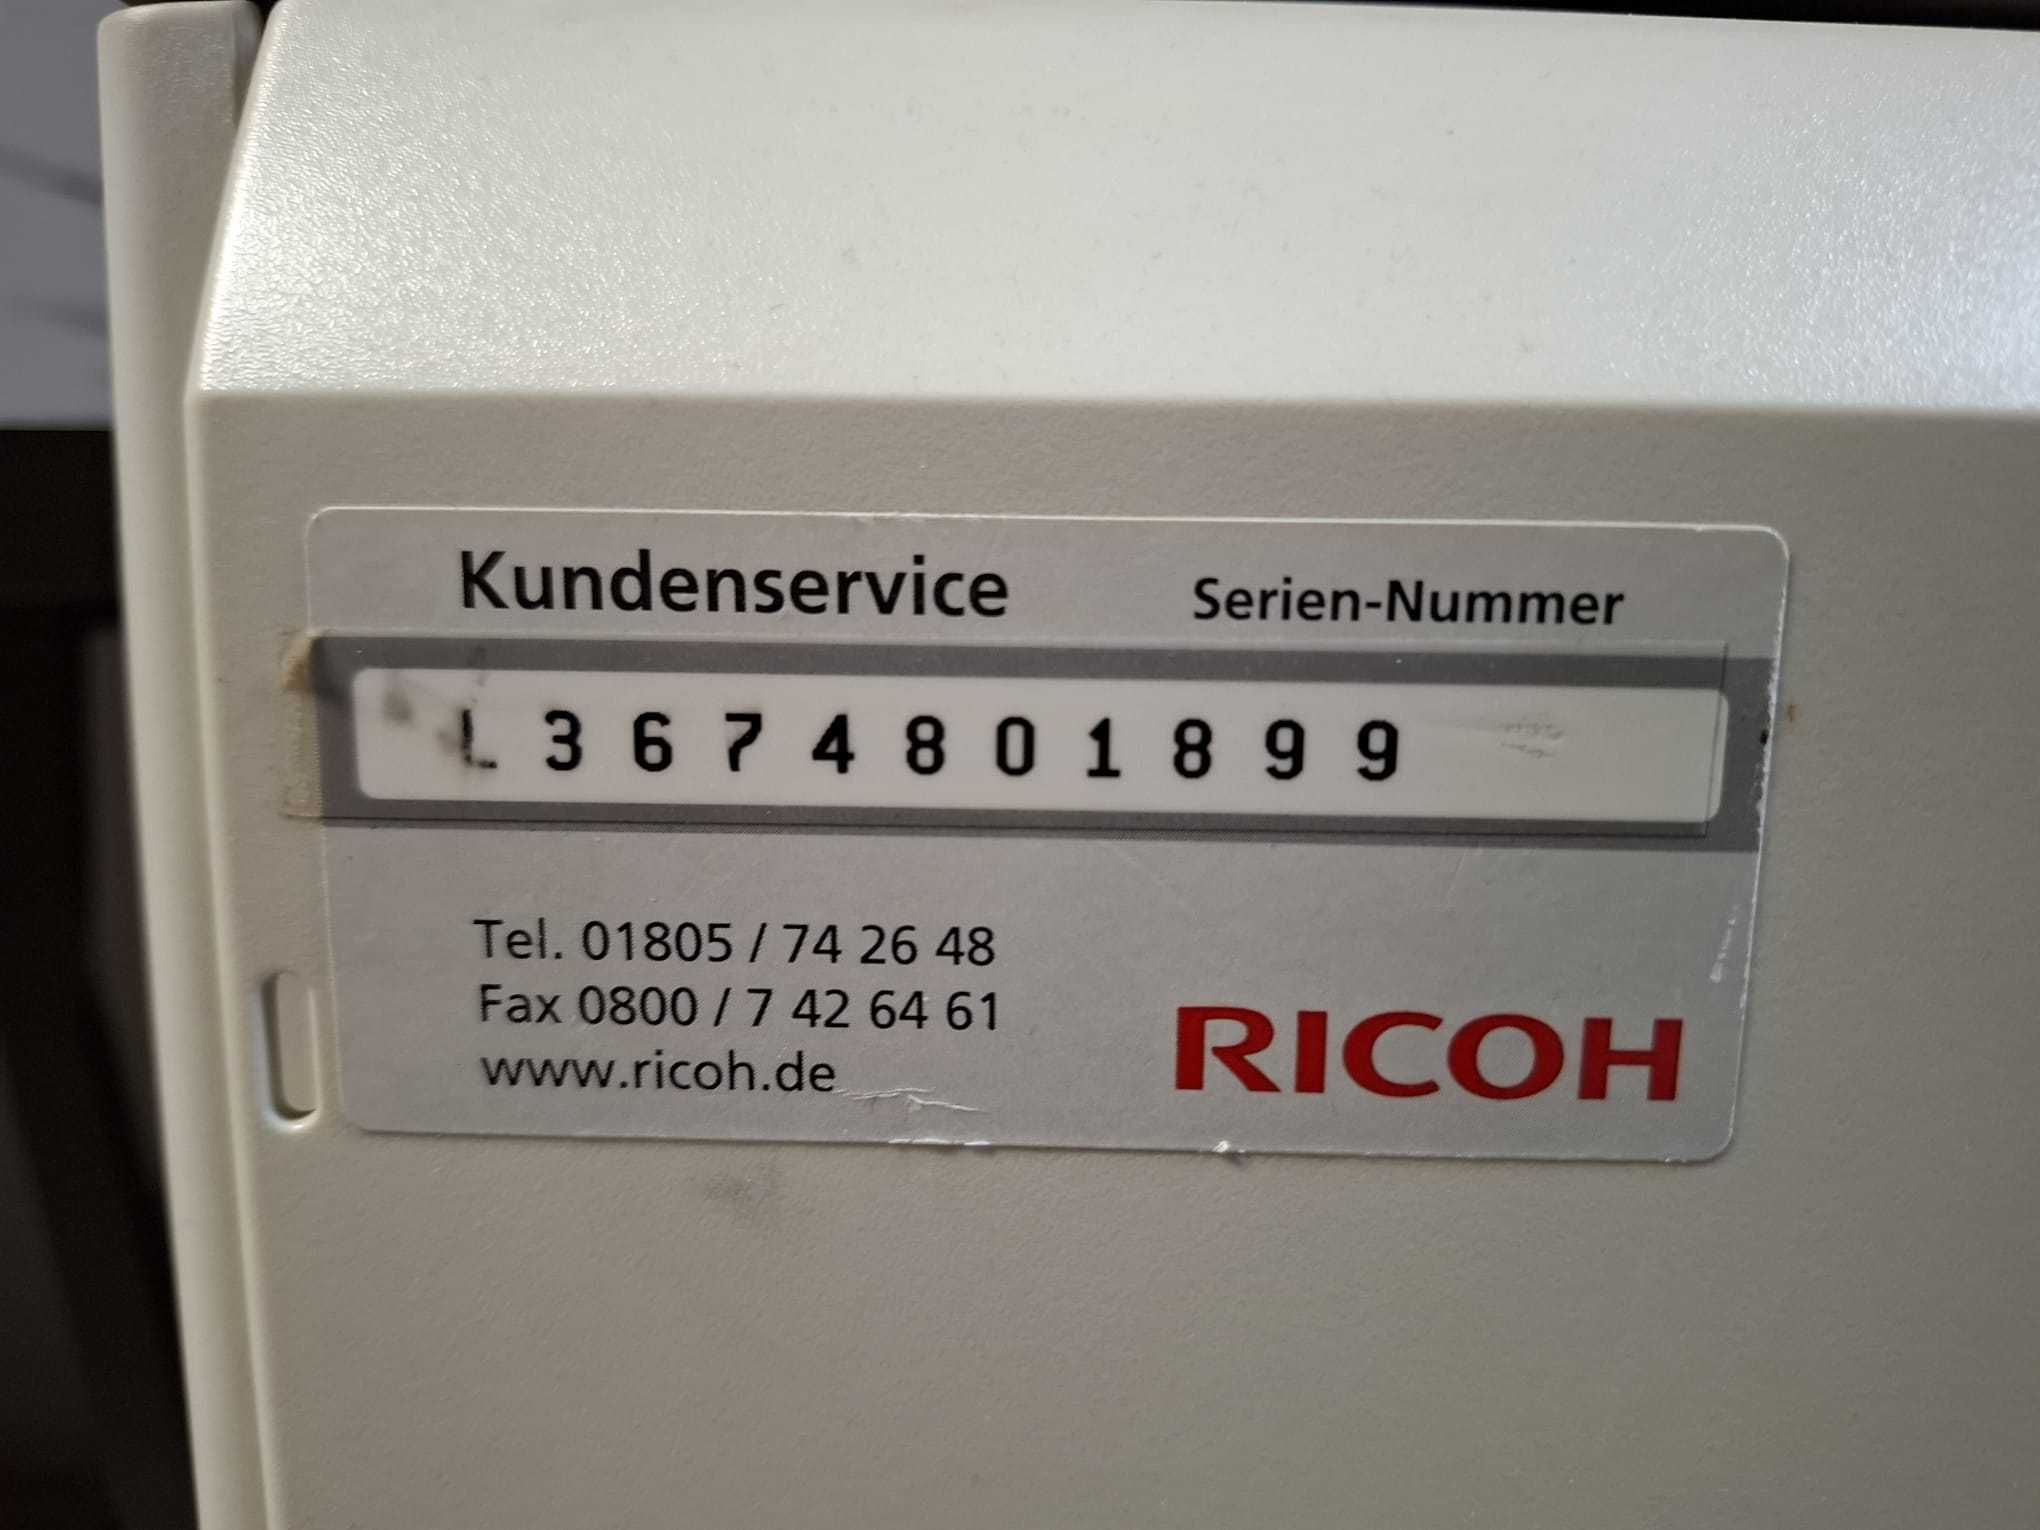 Kundenservice Serien-Nummer
L 3 6 7 4 8 0 1 8 9 9
Tel. 01805 / 74 26 48
Fax 0800 / 7 42 64 61
www.ricoh.de
RICOH